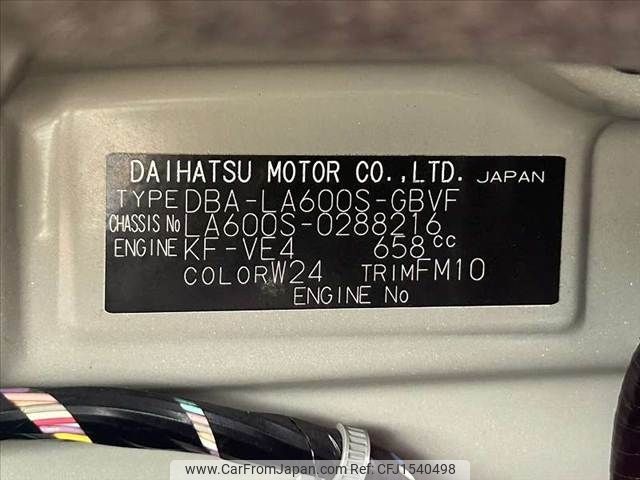 DAIHATSU MOTOR CO.,LTD. JAPAN
TYPE DBA-LA600S-GBVF
CHASSIS No LA600S-0288216
ENGINE KF-VE4 658cc
COLOR W24 TRIM FM10
ENGINE No
www.CarFromJapan.com | Ref-ID: CFJ1540498